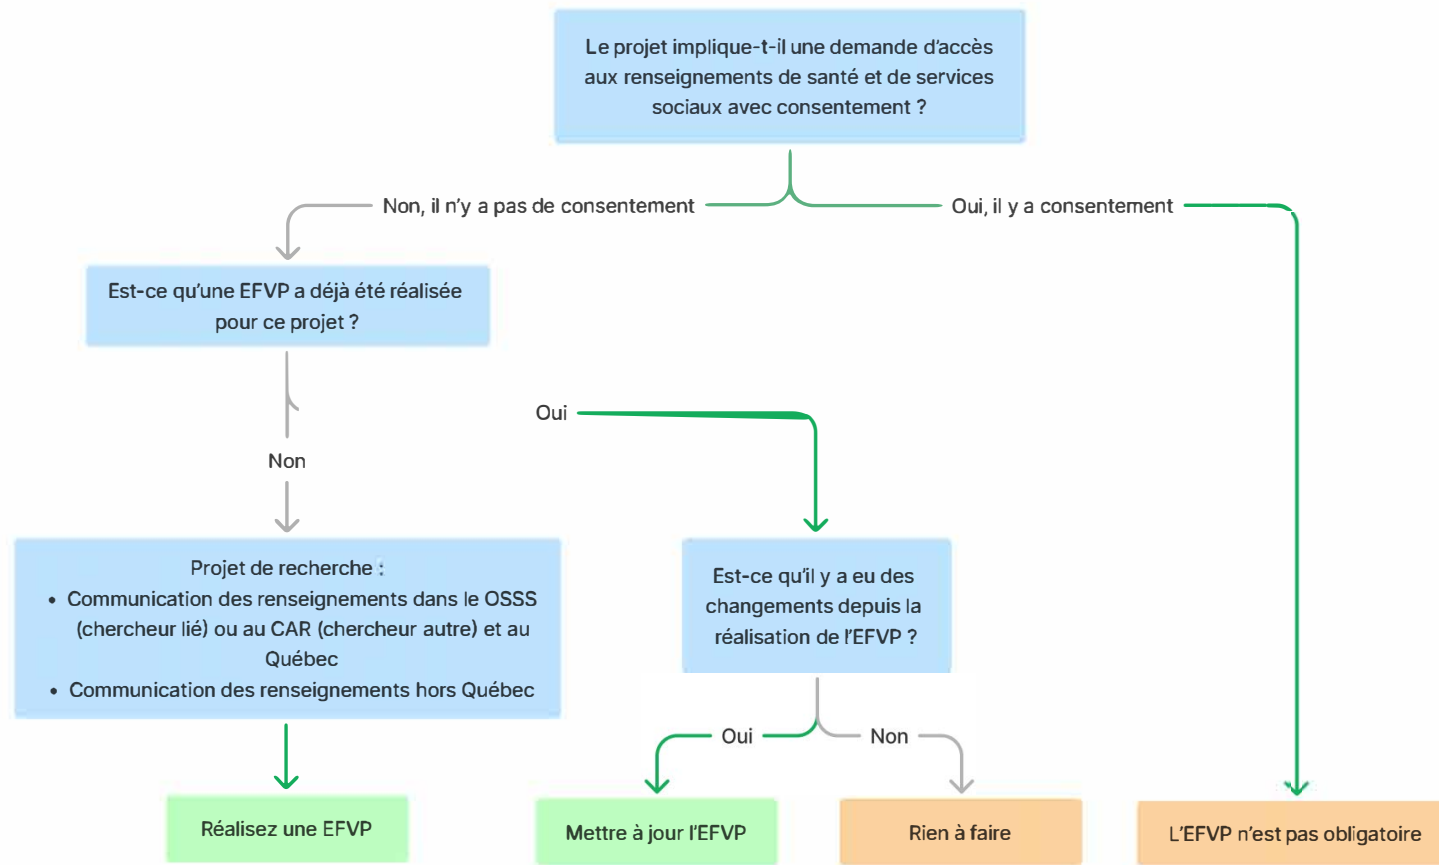 Le projet implique-t-il une demande d'accès
aux renseignements de santé et de services
sociaux avec consentement ?
Non, il n'y a pas de consentement
Oui, il y a consentement
Est-ce qu'une EFVP a déjà été réalisée
pour ce projet ?
Oui
Non
Projet de recherche :
• Communication des renseignements dans le OSSS
(chercheur lié) ou au CAR (chercheur autre) et au
Québec
• Communication des renseignements hors Québec
Est-ce qu'il y a eu des
changements depuis la
réalisation de l'EFVP ?
Oui
Non
Réalisez une EFVP
Mettre à jour l'EFVP
Rien à faire
L'EFVP n'est pas obligatoire